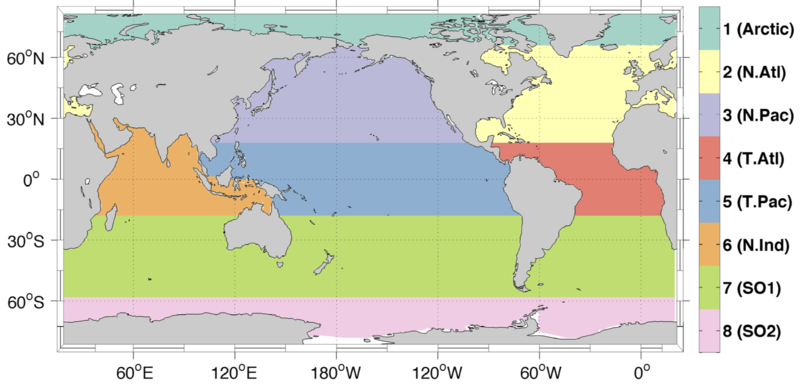 60°N
30°N
0°
30°S
60°S
60°E
120°E
180°W
120°W
60°W
0°
1 (Arctic)
2 (N.Atl)
3 (N.Pac)
4 (T.Atl)
5 (T.Pac)
6 (N.Ind)
7 (SO1)
8 (SO2)